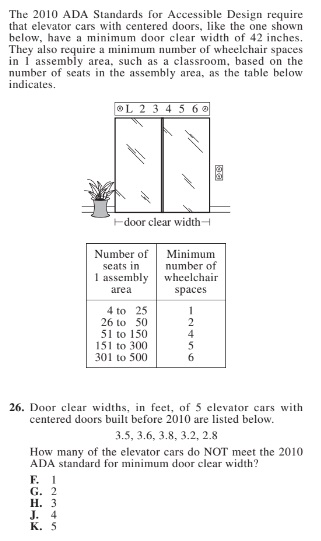 The 2010 ADA Standards for Accessible Design require
that elevator cars with centered doors, like the one shown
below, have a minimum door clear width of 42 inches.
They also require a minimum number of wheelchair spaces
in 1 assembly area, such as a classroom, based on the
number of seats in the assembly area, as the table below
indicates.
L 2 3 4 5 6
door clear width
Number of seats in 1 assembly area | Minimum number of wheelchair spaces
4 to 25 1
26 to 50 2
51 to 150 4
151 to 300 5
301 to 500 6
26. Door clear widths, in feet, of 5 elevator cars with
centered doors built before 2010 are listed below.
3.5, 3.6, 3.8, 3.2, 2.8
How many of the elevator cars do NOT meet the 2010
ADA standard for minimum door clear width?
F. 1
G. 2
H. 3
J. 4
K. 5